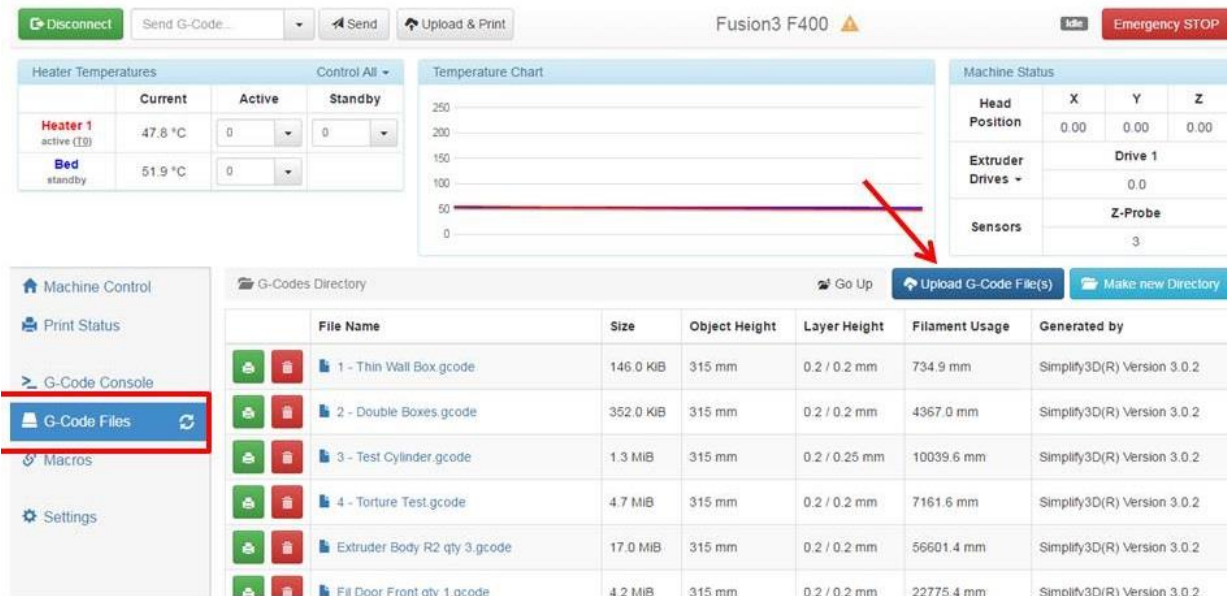 Disconnect Send G-Code... Send Upload & Print Fusion3 F400 Idle Emergency STOP
Heater Temperatures Control All
Current Active Standby
Heater 1 47.8 °C 0 0
active (T0)
Bed 51.9 °C 0
standby
Temperature Chart
250
200
150
100
50
0
Machine Status
Head Position X Y Z
0.00 0.00 0.00
Extruder Drives Drive 1
0.0
Sensors Z-Probe
3
Machine Control
Print Status
G-Code Console
G-Code Files
Macros
Settings
G-Codes Directory Go Up Upload G-Code File(s) Make new Directory
File Name Size Object Height Layer Height Filament Usage Generated by
1 - Thin Wall Box.gcode 146.0 KiB 315 mm 0.2 / 0.2 mm 734.9 mm Simplify3D(R) Version 3.0.2
2 - Double Boxes.gcode 352.0 KiB 315 mm 0.2 / 0.2 mm 4367.0 mm Simplify3D(R) Version 3.0.2
3 - Test Cylinder.gcode 1.3 MiB 315 mm 0.2 / 0.25 mm 10039.6 mm Simplify3D(R) Version 3.0.2
4 - Torture Test.gcode 4.7 MiB 315 mm 0.2 / 0.2 mm 7161.6 mm Simplify3D(R) Version 3.0.2
Extruder Body R2 qty 3.gcode 17.0 MiB 315 mm 0.2 / 0.2 mm 56601.4 mm Simplify3D(R) Version 3.0.2
Fil Door Front qty 1.gcode 4.2 MiB 315 mm 0.2 / 0.2 mm 22775.4 mm Simplify3D(R) Version 3.0.2